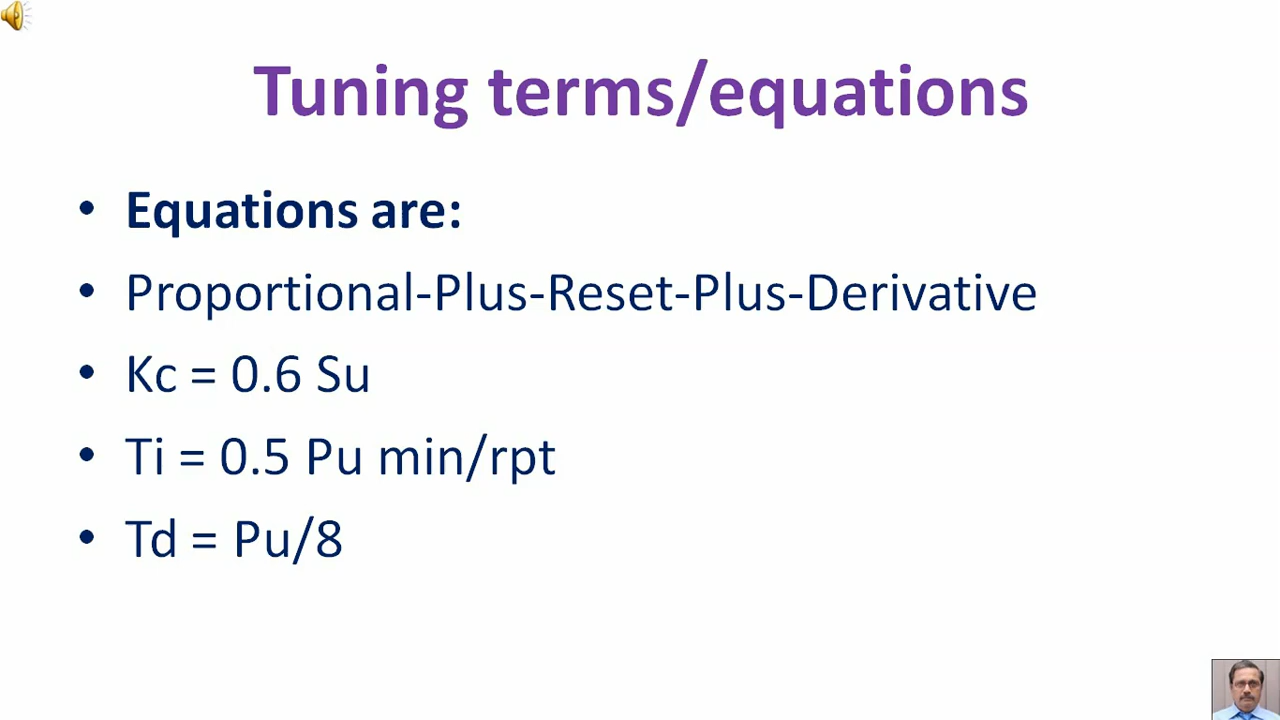 Tuning terms/equations
• Equations are:
• Proportional-Plus-Reset-Plus-Derivative
• Kc = 0.6 Su
• Ti = 0.5 Pu min/rpt
• Td = Pu/8